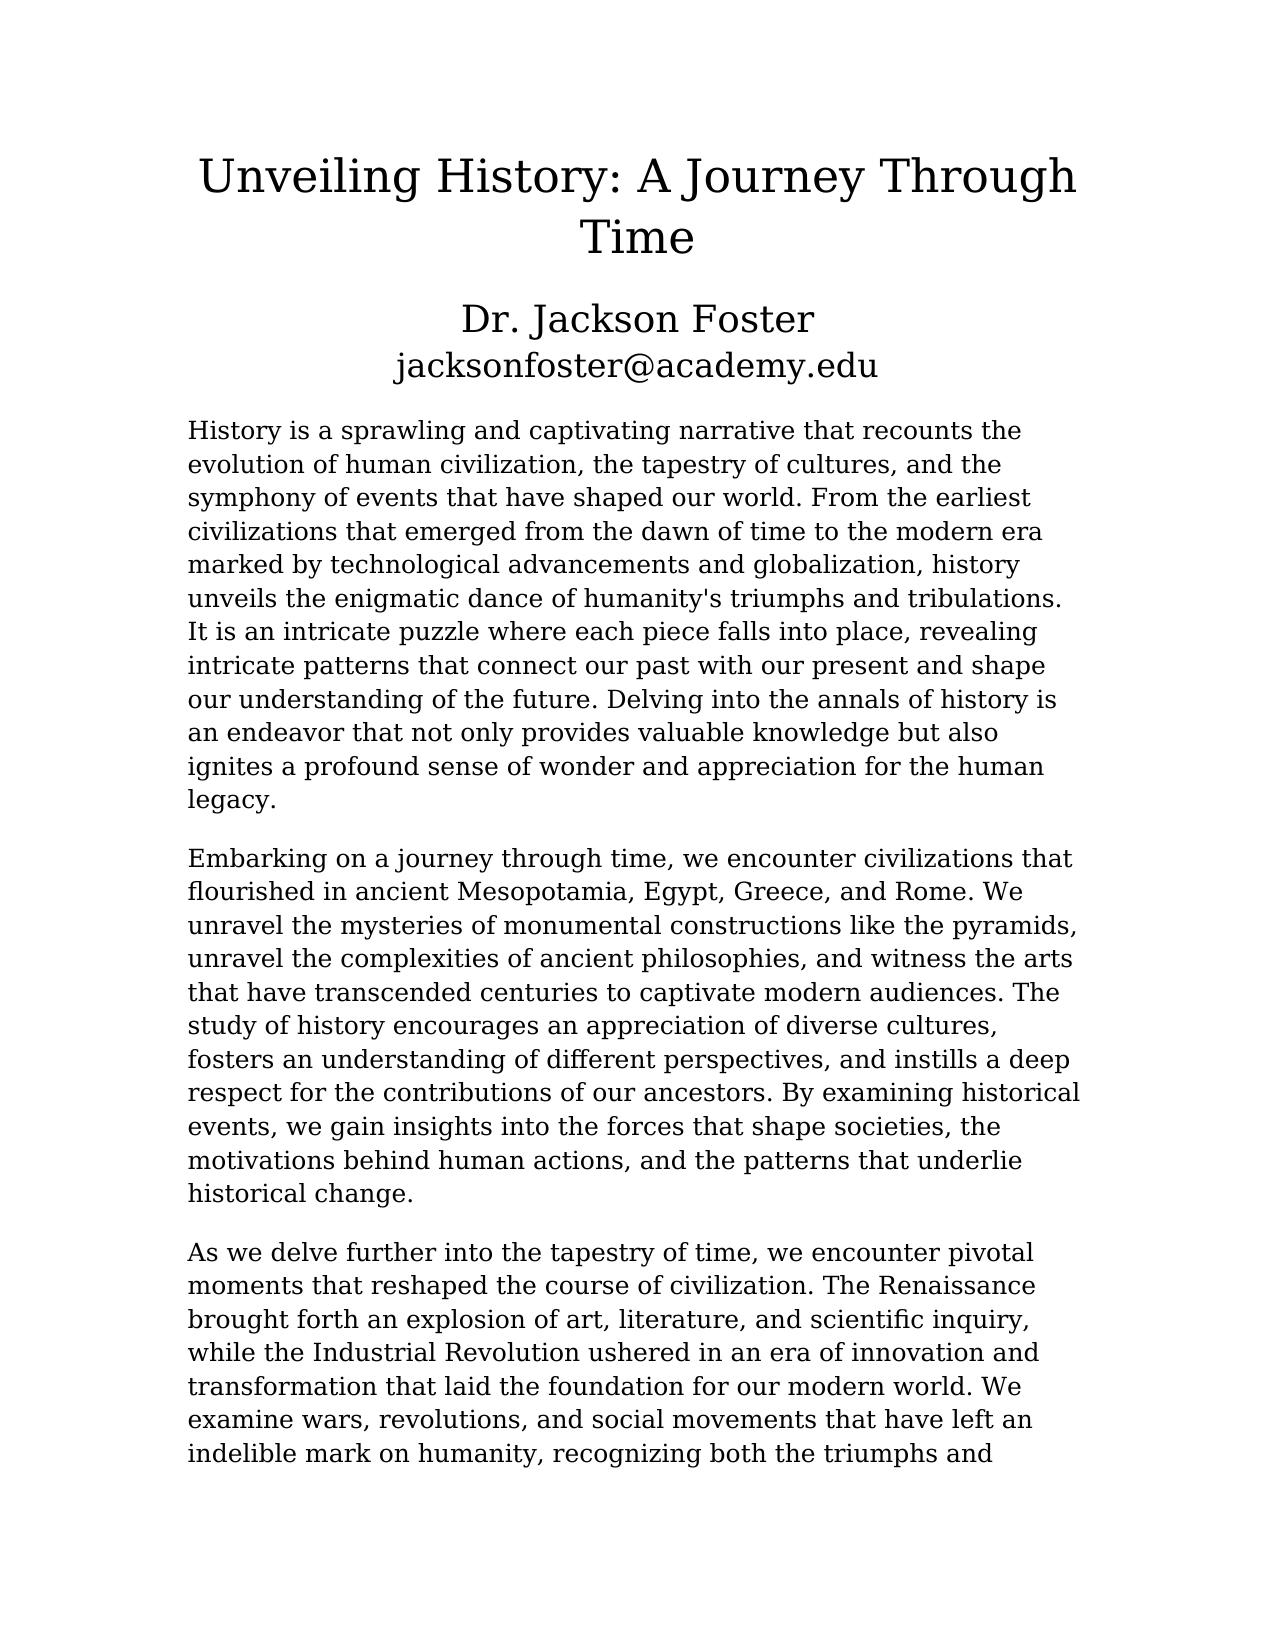 Unveiling History: A Journey Through
Time
Dr. Jackson Foster
jacksonfoster@academy.edu
History is a sprawling and captivating narrative that recounts the
evolution of human civilization, the tapestry of cultures, and the
symphony of events that have shaped our world. From the earliest
civilizations that emerged from the dawn of time to the modern era
marked by technological advancements and globalization, history
unveils the enigmatic dance of humanity's triumphs and tribulations.
It is an intricate puzzle where each piece falls into place, revealing
intricate patterns that connect our past with our present and shape
our understanding of the future. Delving into the annals of history is
an endeavor that not only provides valuable knowledge but also
ignites a profound sense of wonder and appreciation for the human
legacy.
Embarking on a journey through time, we encounter civilizations that
flourished in ancient Mesopotamia, Egypt, Greece, and Rome. We
unravel the mysteries of monumental constructions like the pyramids,
unravel the complexities of ancient philosophies, and witness the arts
that have transcended centuries to captivate modern audiences. The
study of history encourages an appreciation of diverse cultures,
fosters an understanding of different perspectives, and instills a deep
respect for the contributions of our ancestors. By examining historical
events, we gain insights into the forces that shape societies, the
motivations behind human actions, and the patterns that underlie
historical change.
As we delve further into the tapestry of time, we encounter pivotal
moments that reshaped the course of civilization. The Renaissance
brought forth an explosion of art, literature, and scientific inquiry,
while the Industrial Revolution ushered in an era of innovation and
transformation that laid the foundation for our modern world. We
examine wars, revolutions, and social movements that have left an
indelible mark on humanity, recognizing both the triumphs and